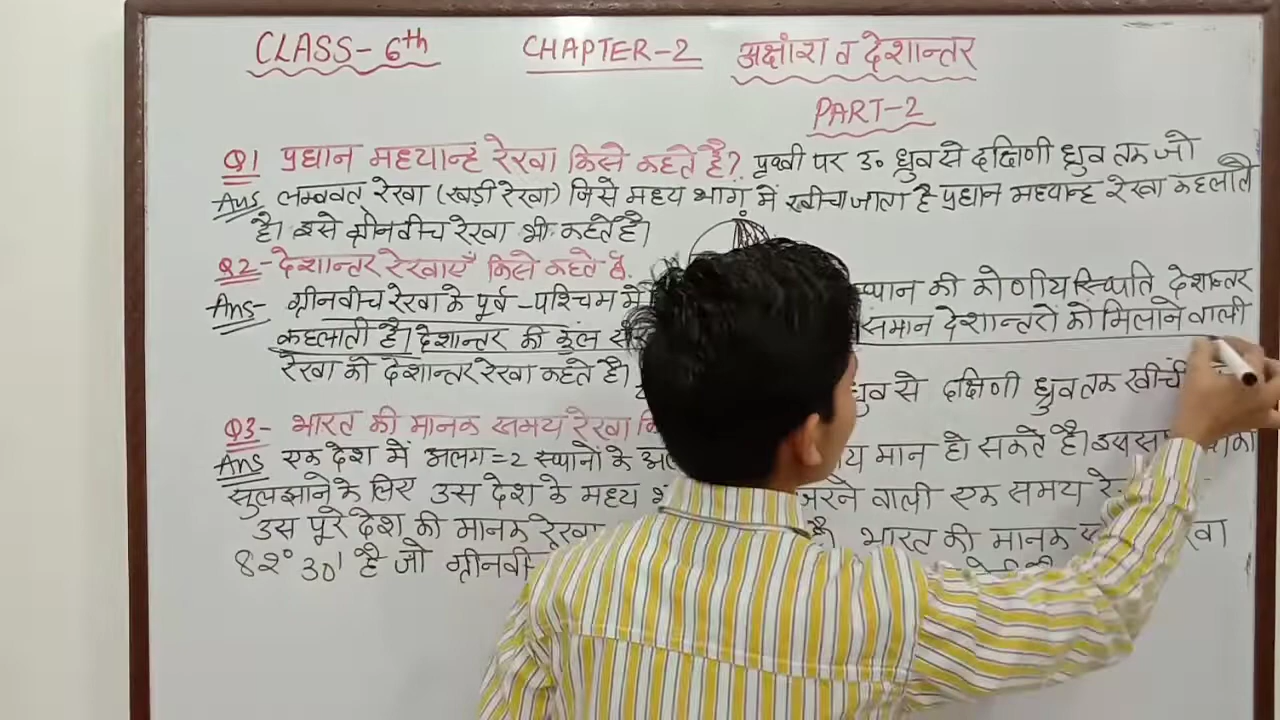 CLASS- 6th CHAPTER-2 अक्षांश व देशान्तर
PART-2
Q1 प्रधान मध्यान्ह रेखा किसे कहते है? पृथ्वी पर उ० ध्रुव से दक्षिणी ध्रुव तक जो
Ans लम्बवत रेखा (खडी रेखा) जिसे मध्य भाग में खीचा जाता है प्रधान मध्यान्ह रेखा कहलाती
है। इसे ग्रीनवीच रेखा भी कहते है।
Q2- देशान्तर रेखाएँ किसे कहते है.
Ans- ग्रीनवीच रेखा के पूर्व-पश्चिम में की कोणीय स्थिति देशान्तर
कहलाती है। देशान्तर की कुल समान देशान्तरों को मिलाने वाली
रेखा को देशान्तर रेखा कहते है। ध्रुव से दक्षिणी ध्रुव तक खींची
Q3- भारत की मानक समय रेखा
Ans एक देश में अलग=2 स्थानों के मान हो सकते है। इस
सुलझाने के लिए उस देश के मध्य वाली एक समय
उस पूरे देश की मानक रेखा है भारत की मानक
82° 30' है जो ग्रीनवी